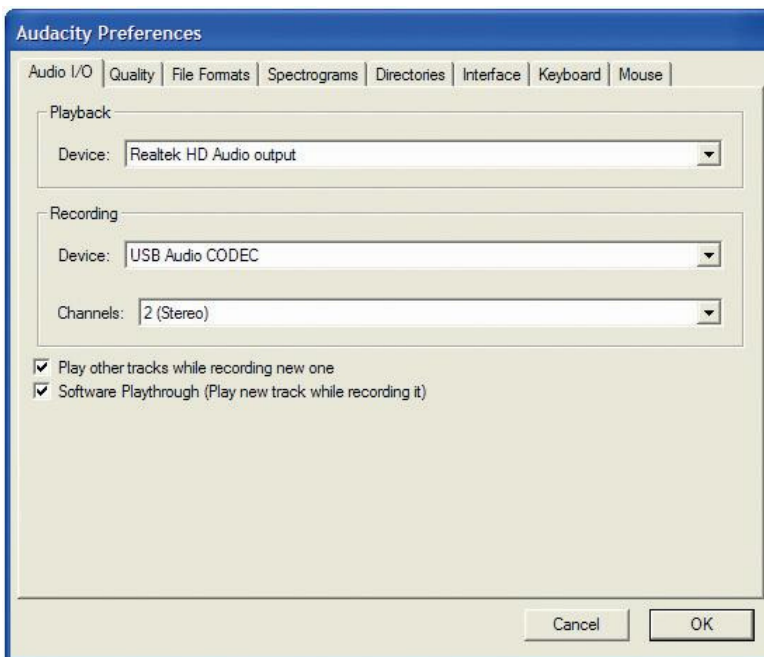 Audacity Preferences
Audio I/O Quality File Formats Spectrograms Directories Interface Keyboard Mouse
Playback
Device: Realtek HD Audio output
Recording
Device: USB Audio CODEC
Channels: 2 (Stereo)
Play other tracks while recording new one
Software Playthrough (Play new track while recording it)
Cancel OK